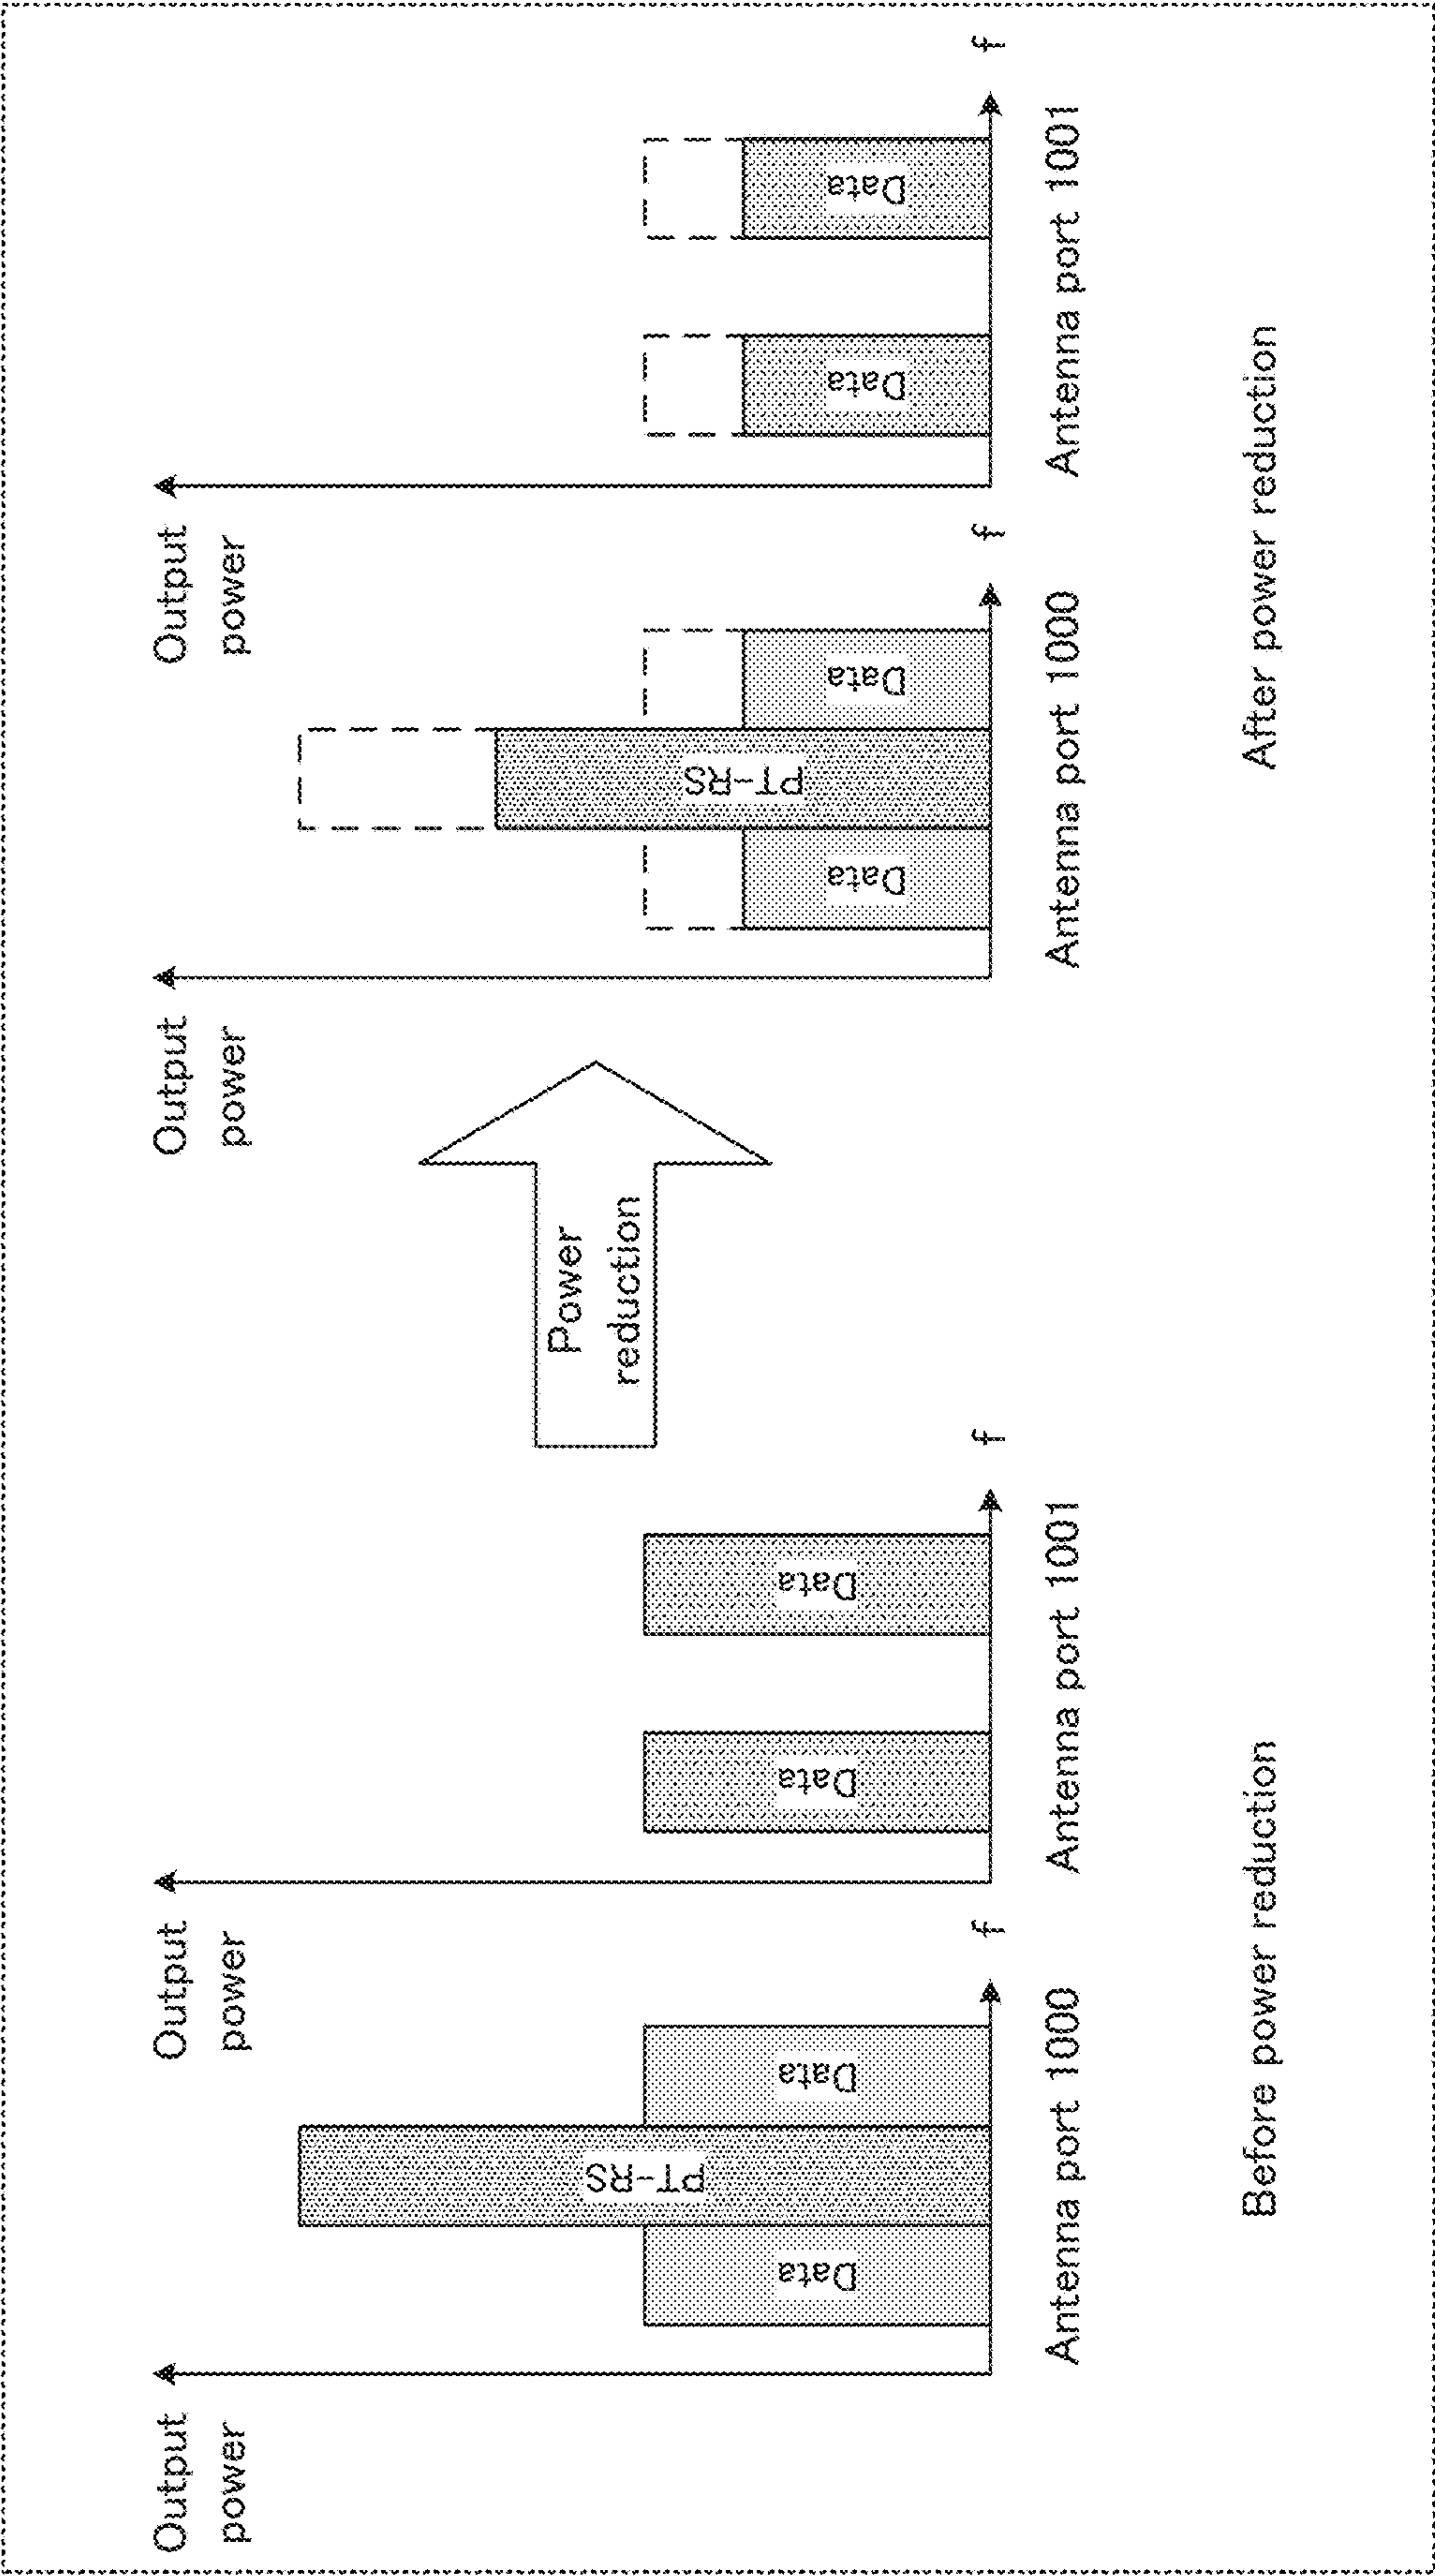 Output
power
Data
PT-RS
Data
f
Antenna port 1000
Output
power
Data
Data
f
Antenna port 1001
Before power reduction
Power
reduction
Output
power
Data
PT-RS
Data
f
Antenna port 1000
Output
power
Data
Data
f
Antenna port 1001
After power reduction